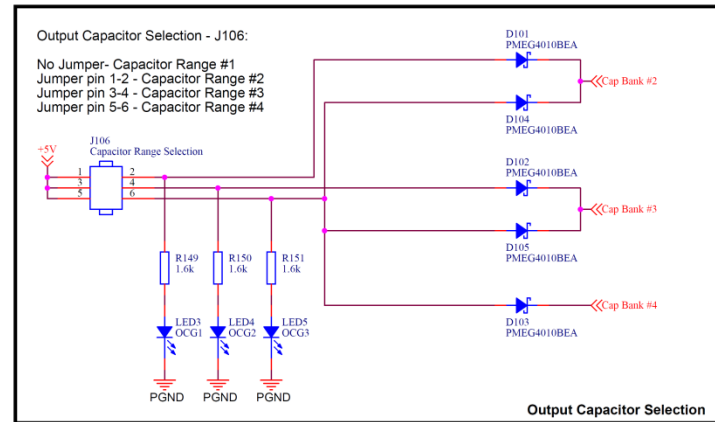 Output Capacitor Selection - J106:
No Jumper- Capacitor Range #1
Jumper pin 1-2 - Capacitor Range #2
Jumper pin 3-4 - Capacitor Range #3
Jumper pin 5-6 - Capacitor Range #4
D101
PMEG4010BEA
Cap Bank #2
D104
PMEG4010BEA
J106
Capacitor Range Selection
+5V
1 2
3 4
5 6
D102
PMEG4010BEA
Cap Bank #3
D105
PMEG4010BEA
R149
1.6k
R150
1.6k
R151
1.6k
Cap Bank #4
D103
PMEG4010BEA
LED3
OCG1
LED4
OCG2
LED5
OCG3
PGND PGND PGND
Output Capacitor Selection